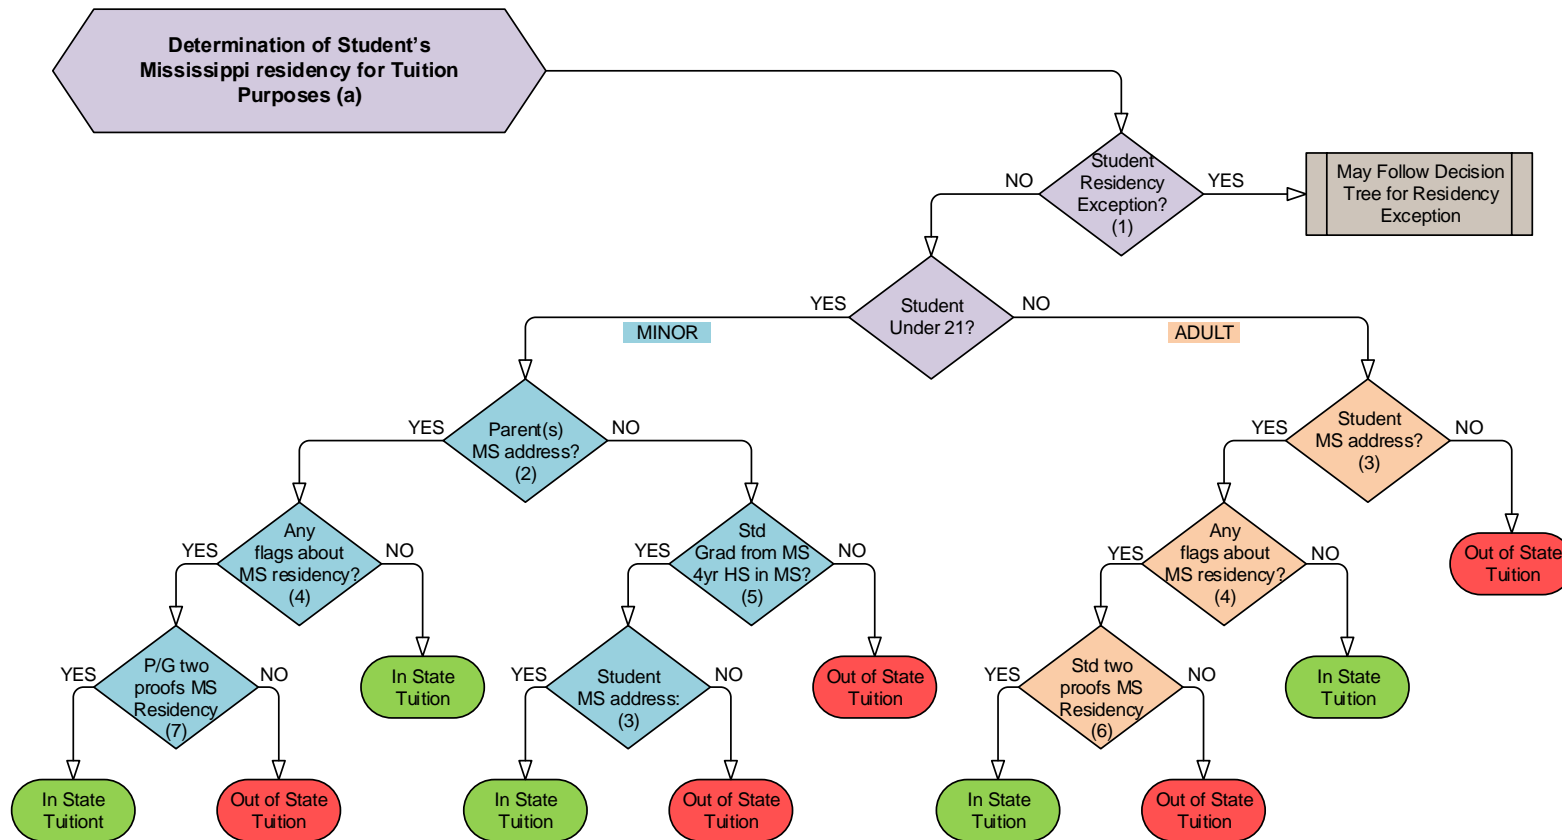 Determination of Student's
Mississippi residency for Tuition
Purposes (a)
Student
Residency
Exception?
(1)
NO
YES
May Follow Decision
Tree for Residency
Exception
Student
Under 21?
YES
NO
MINOR
ADULT
Parent(s)
MS address?
(2)
YES
NO
Student
MS address?
(3)
YES
NO
Any
flags about
MS residency?
(4)
YES
NO
Std
Grad from MS
4yr HS in MS?
(5)
YES
NO
Any
flags about
MS residency?
(4)
YES
NO
Out of State
Tuition
P/G two
proofs MS
Residency
(7)
YES
NO
In State
Tuition
Student
MS address:
(3)
YES
NO
Out of State
Tuition
Std two
proofs MS
Residency
(6)
YES
NO
In State
Tuition
In State
Tuitiont
Out of State
Tuition
In State
Tuition
Out of State
Tuition
In State
Tuition
Out of State
Tuition